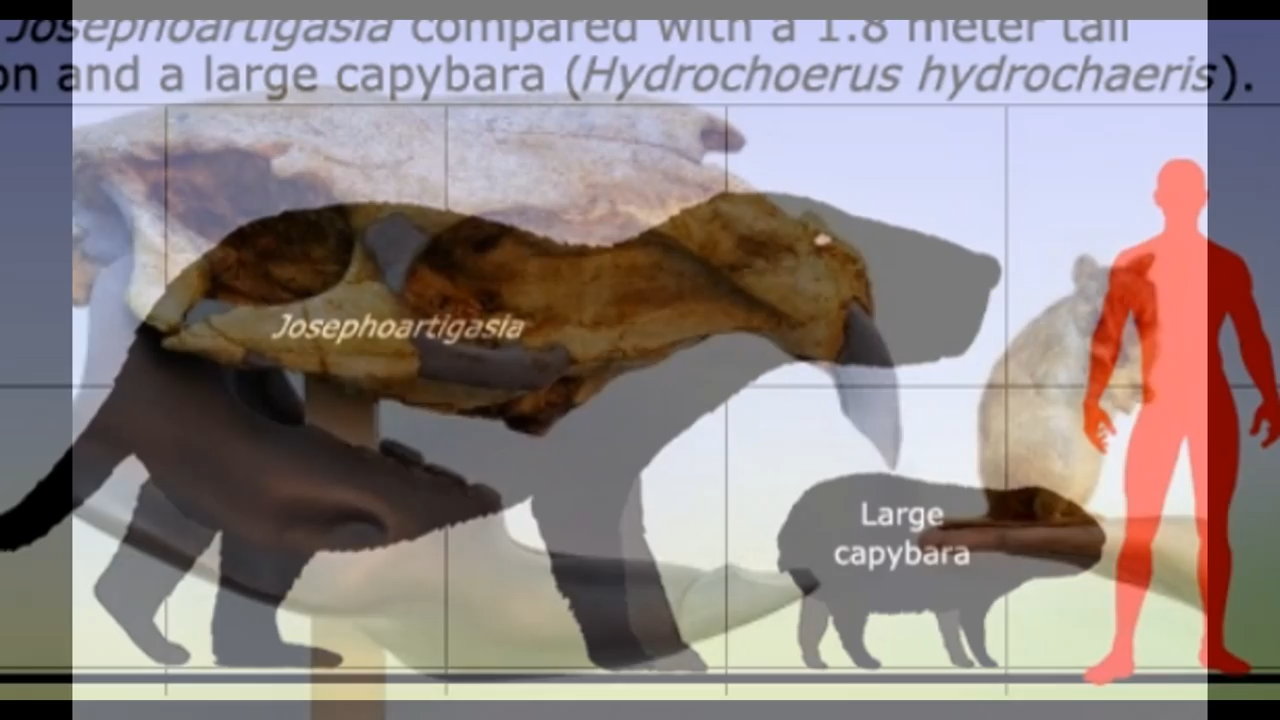 Josephoartigasia compared with a 1.8 meter tall
on and a large capybara (Hydrochoerus hydrochaeris).
Josephoartigasia
Large
capybara